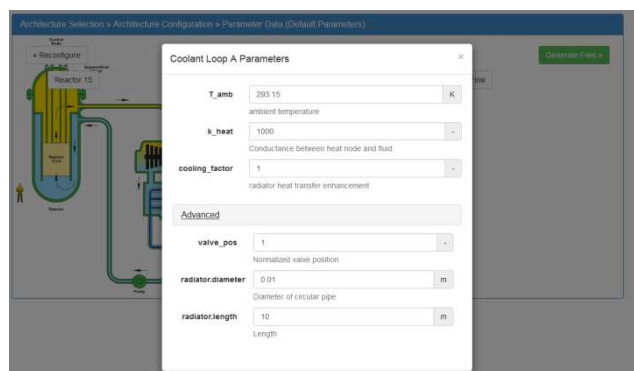 Architecture Selection » Architecture Configuration » Parameter Data (Default Parameters)
« Reconfigure
Generate Files »
Reactor 15
Coolant Loop A Parameters
×
T_amb
293.15
K
ambient temperature
k_heat
1000
-
Conductance between heat node and fluid
cooling_factor
1
-
radiator heat transfer enhancement
Advanced
valve_pos
1
-
Normalized valve position
radiator.diameter
0.01
m
Diameter of circular pipe
radiator.length
10
m
Length
Pump